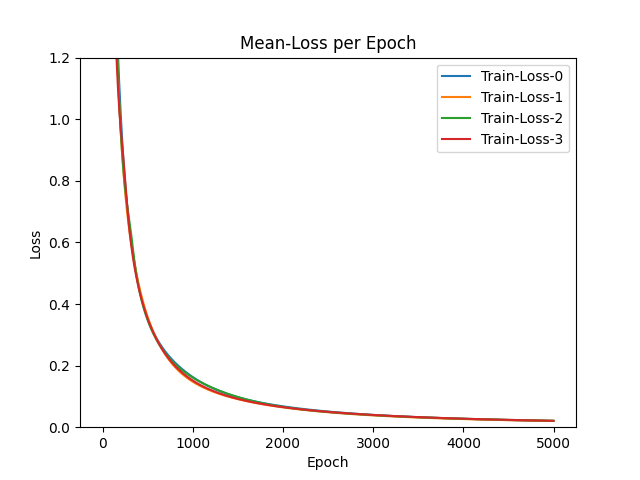 Mean-Loss per Epoch
1.2
1.0
0.8
0.6
0.4
0.2
0.0
Loss
Train-Loss-0
Train-Loss-1
Train-Loss-2
Train-Loss-3
0 1000 2000 3000 4000 5000
Epoch